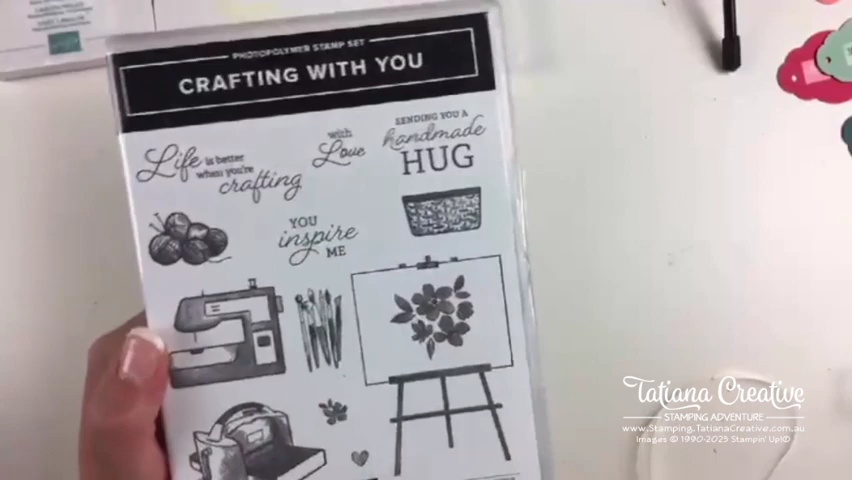 PHOTOPOLYMER STAMP SET
CRAFTING WITH YOU
Life is better
when you're
crafting
with
Love
SENDING YOU A
handmade
HUG
YOU
inspire
ME
Tatiana Creative
STAMPING ADVENTURE
www.Stamping.TatianaCreative.com.au
Images © 1990-2023 Stampin' Up!©